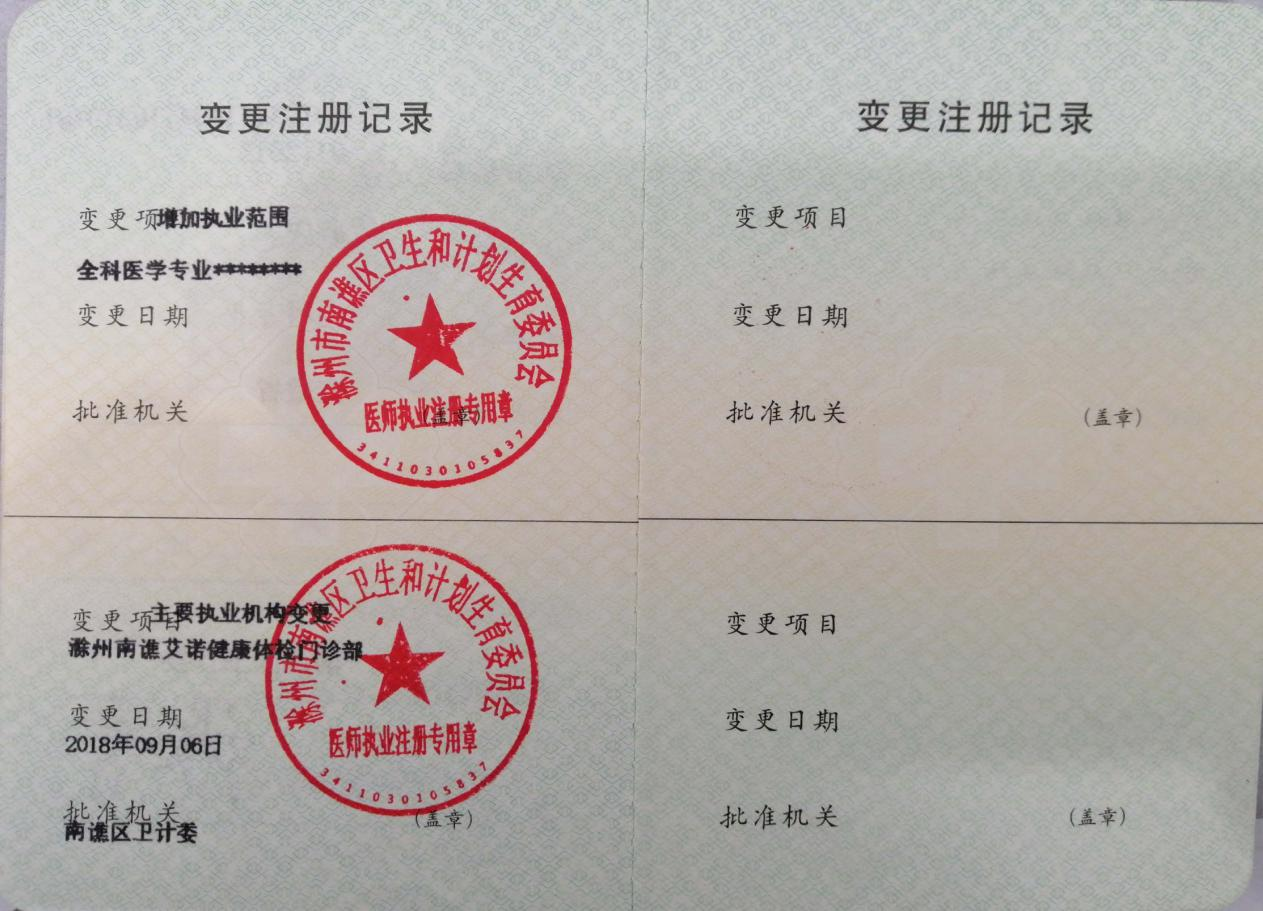 变更注册记录
变更项目增加执业范围
全科医学专业********
变更日期
批准机关
(盖章)
滁州市南谯区卫生和计划生育委员会
医师执业注册专用章
3411030105837
变更项目主要执业机构变更
滁州南谯艾诺健康体检门诊部
变更日期
2018年09月06日
批准机关
南谯区卫计委
(盖章)
滁州市南谯区卫生和计划生育委员会
医师执业注册专用章
3411030105837
变更注册记录
变更项目
变更日期
批准机关
(盖章)
变更项目
变更日期
批准机关
(盖章)